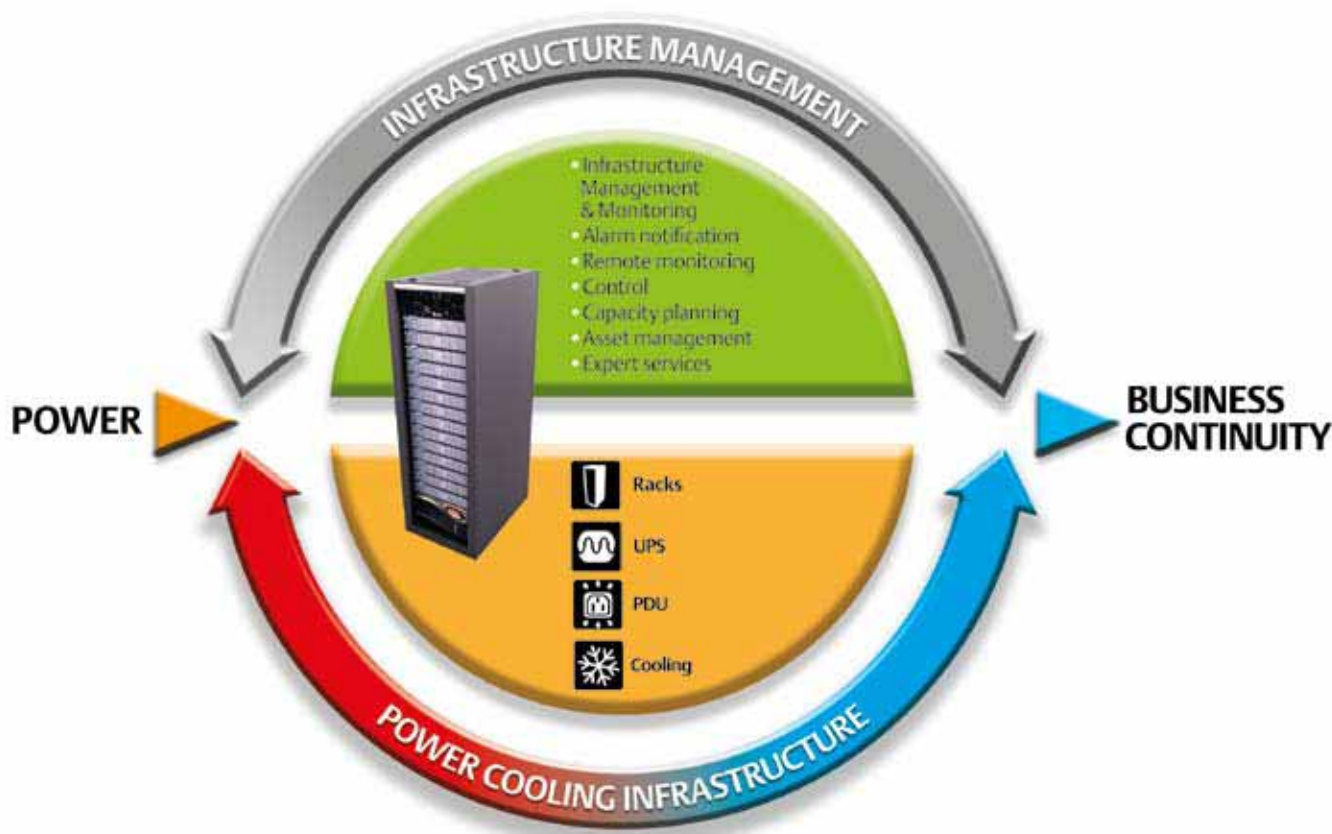 INFRASTRUCTURE MANAGEMENT
• Infrastructure
Management
& Monitoring
• Alarm notification
• Remote monitoring
• Control
• Capacity planning
• Asset management
• Expert services
POWER
BUSINESS
CONTINUITY
Racks
UPS
PDU
Cooling
POWER COOLING INFRASTRUCTURE